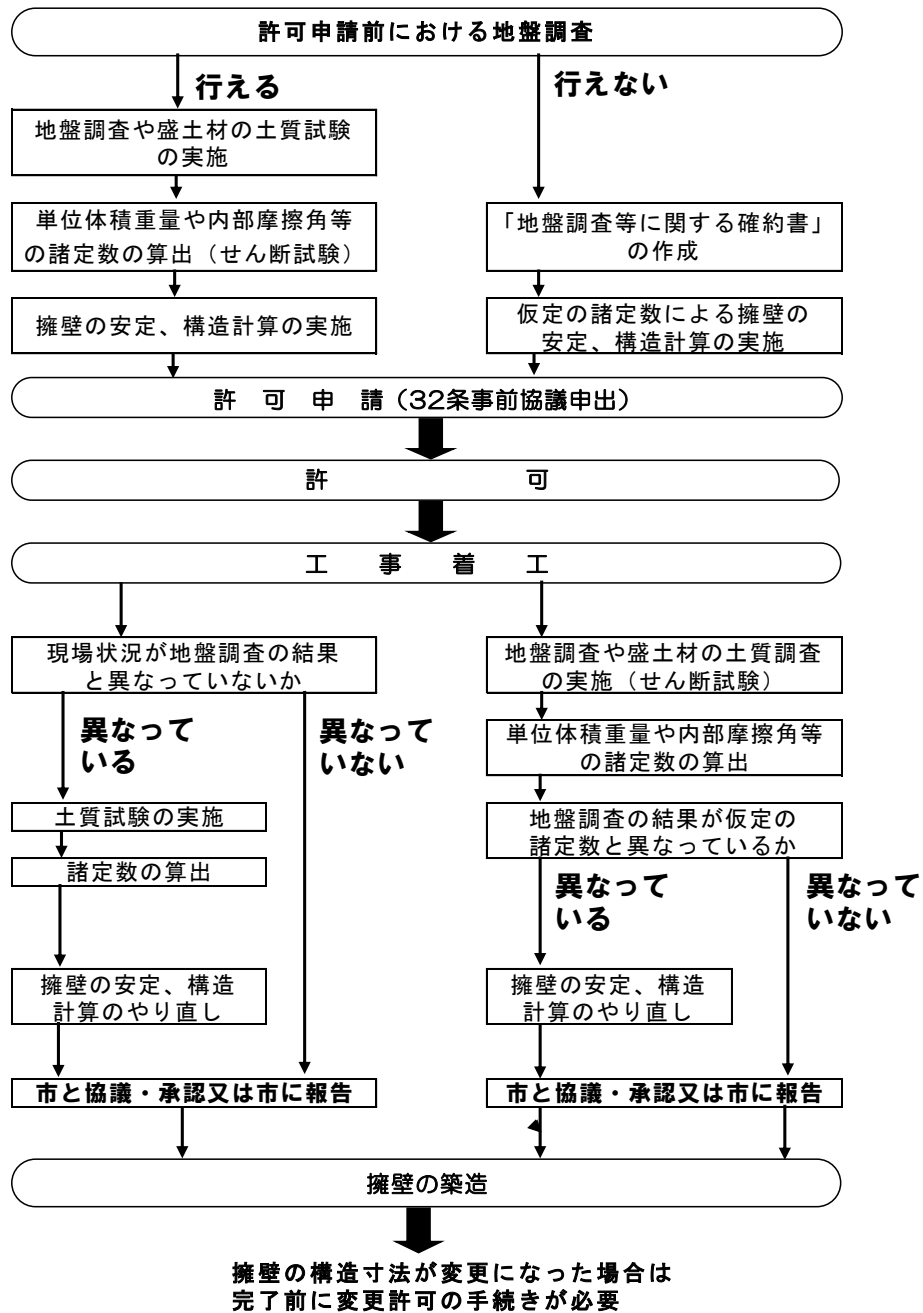 許可申請前における地盤調査
行える
行えない
地盤調査や盛土材の土質試験
の実施
単位体積重量や内部摩擦角等
の諸定数の算出（せん断試験）
「地盤調査等に関する確約書」
の作成
擁壁の安定、構造計算の実施
仮定の諸定数による擁壁の
安定、構造計算の実施
許 可 申 請（32条事前協議申出）
許 可
工 事 着 工
現場状況が地盤調査の結果
と異なっていないか
異なって
いる
異なって
いない
土質試験の実施
諸定数の算出
擁壁の安定、構造
計算のやり直し
市と協議・承認又は市に報告
地盤調査や盛土材の土質調査
の実施（せん断試験）
単位体積重量や内部摩擦角等
の諸定数の算出
地盤調査の結果が仮定の
諸定数と異なっているか
異なって
いる
異なって
いない
擁壁の安定、構造
計算のやり直し
市と協議・承認又は市に報告
擁壁の築造
擁壁の構造寸法が変更になった場合は
完了前に変更許可の手続きが必要